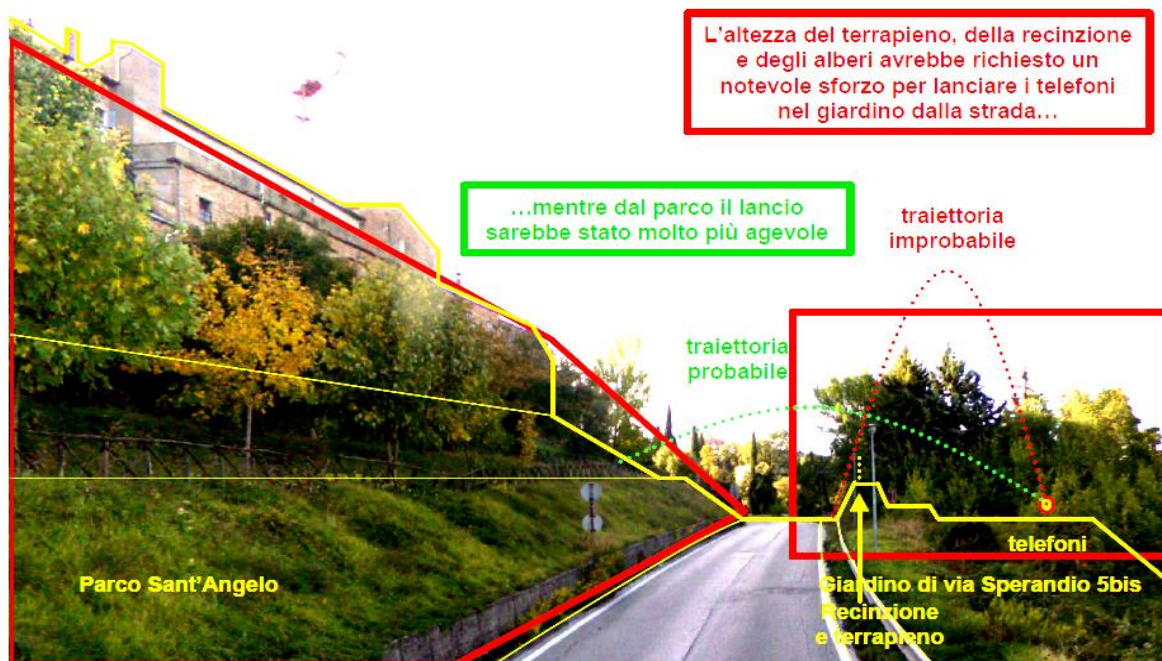 L'altezza del terrapieno, della recinzione
e degli alberi avrebbe richiesto un
notevole sforzo per lanciare i telefoni
nel giardino dalla strada...
...mentre dal parco il lancio
sarebbe stato molto più agevole
traiettoria
improbabile
traiettoria
probabile
telefoni
Parco Sant'Angelo
Giardino di via Sperandio 5bis
Recinzione
e terrapieno